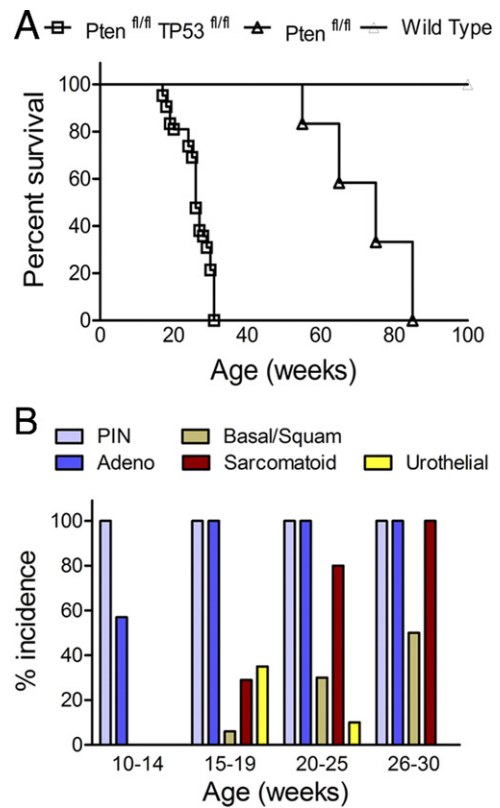 A Pten fl/fl TP53 fl/fl Pten fl/fl Wild Type
100
80
60
40
20
0
Percent survival
0 20 40 60 80 100
Age (weeks)
B PIN Basal/Squam
Adeno Sarcomatoid Urothelial
100
80
60
40
20
0
% incidence
10-14 15-19 20-25 26-30
Age (weeks)